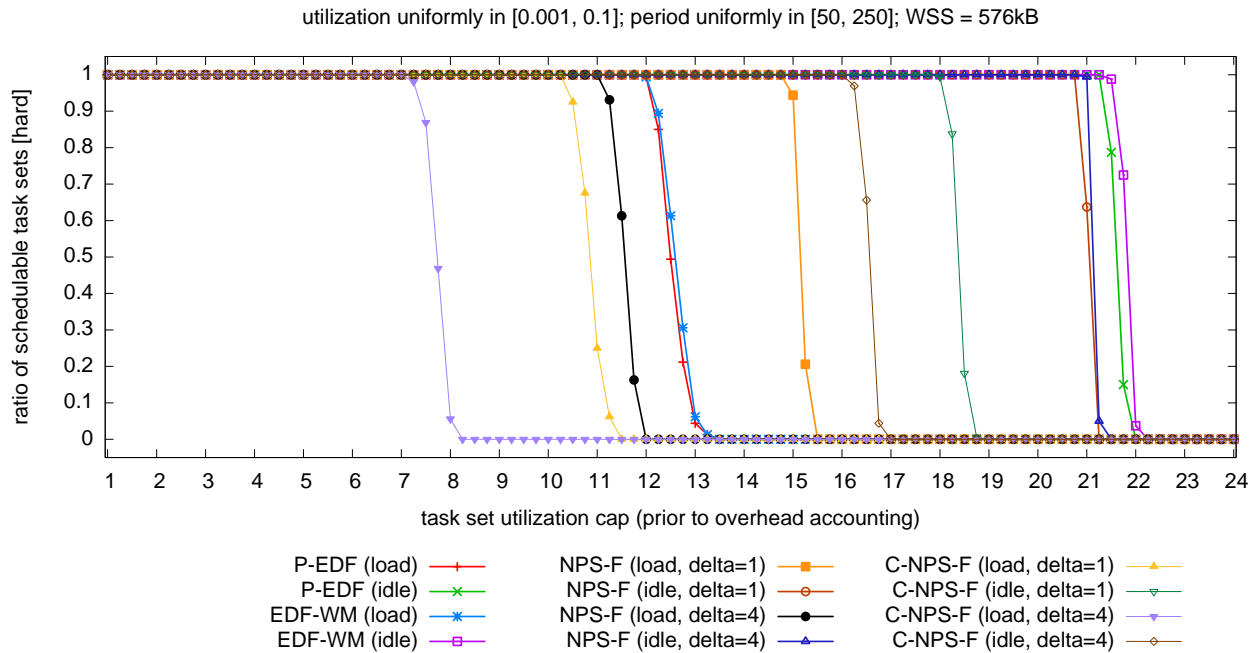 utilization uniformly in [0.001, 0.1]; period uniformly in [50, 250]; WSS = 576kB
ratio of schedulable task sets [hard]
1
0.9
0.8
0.7
0.6
0.5
0.4
0.3
0.2
0.1
0
1 2 3 4 5 6 7 8 9 10 11 12 13 14 15 16 17 18 19 20 21 22 23 24
task set utilization cap (prior to overhead accounting)
P-EDF (load) NPS-F (load, delta=1) C-NPS-F (load, delta=1)
P-EDF (idle) NPS-F (idle, delta=1) C-NPS-F (idle, delta=1)
EDF-WM (load) NPS-F (load, delta=4) C-NPS-F (load, delta=4)
EDF-WM (idle) NPS-F (idle, delta=4) C-NPS-F (idle, delta=4)